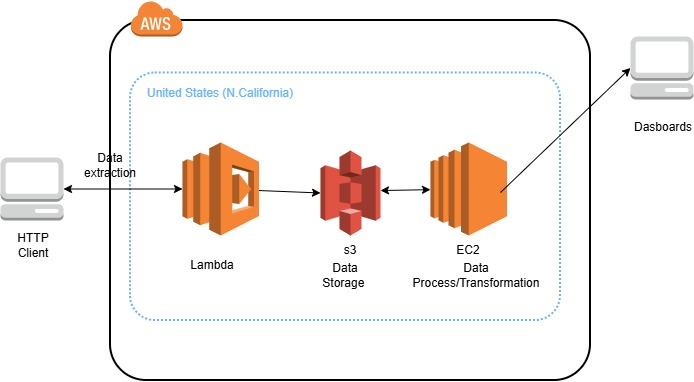 AWS
United States (N.California)
Dasboards
Data
extraction
HTTP
Client
Lambda
s3
Data
Storage
EC2
Data
Process/Transformation